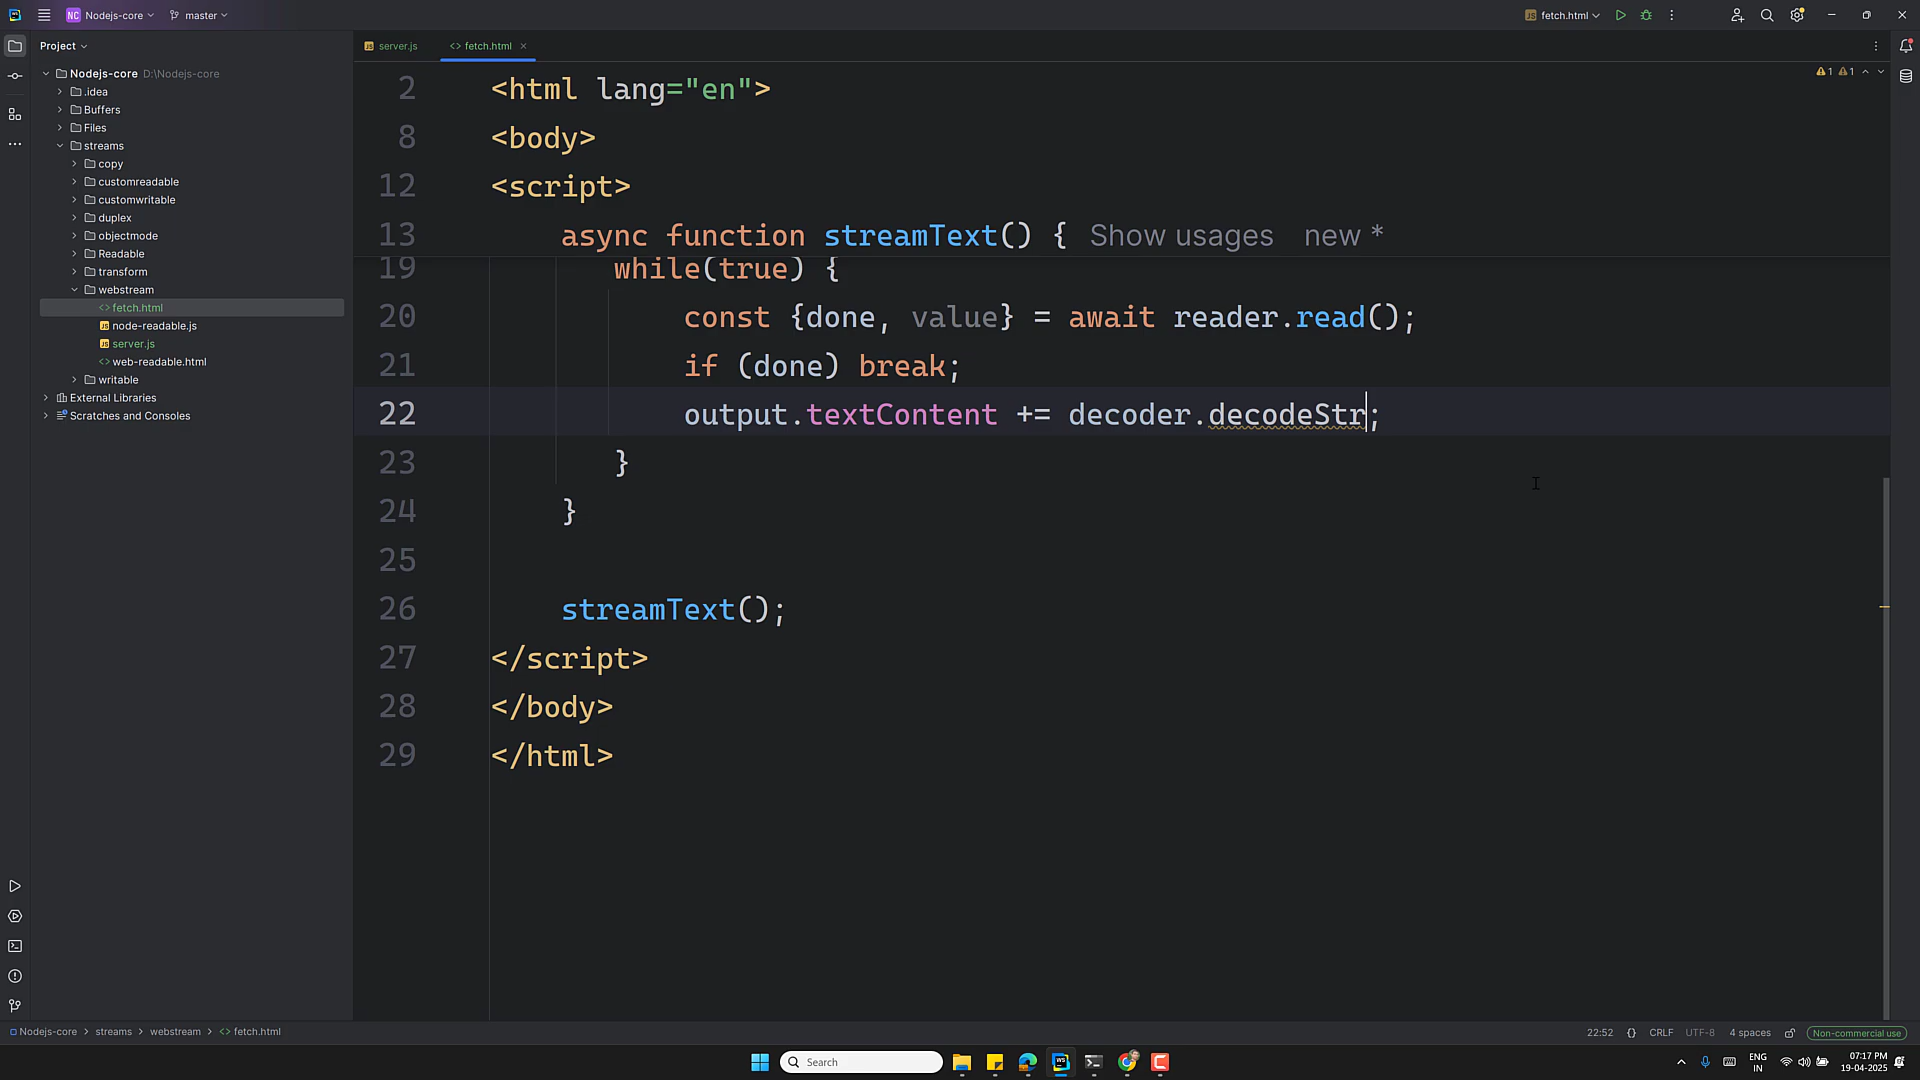 NC Nodejs-core master fetch.html
Project server.js fetch.html
Nodejs-core D:\Nodejs-core
.idea
Buffers
Files
streams
copy
customreadable
customwritable
duplex
objectmode
Readable
transform
webstream
fetch.html
node-readable.js
server.js
web-readable.html
writable
External Libraries
Scratches and Consoles
1 1
2 <html lang="en">
8 <body>
12 <script>
13 async function streamText() { Show usages new *
19 while(true) {
20 const {done, value} = await reader.read();
21 if (done) break;
22 output.textContent += decoder.decodeStr;
23 }
24 }
25
26 streamText();
27 </script>
28 </body>
29 </html>
Nodejs-core > streams > webstream > fetch.html 22:52 {} CRLF UTF-8 4 spaces Non-commercial use
Search ENG IN 07:17 PM 19-04-2025